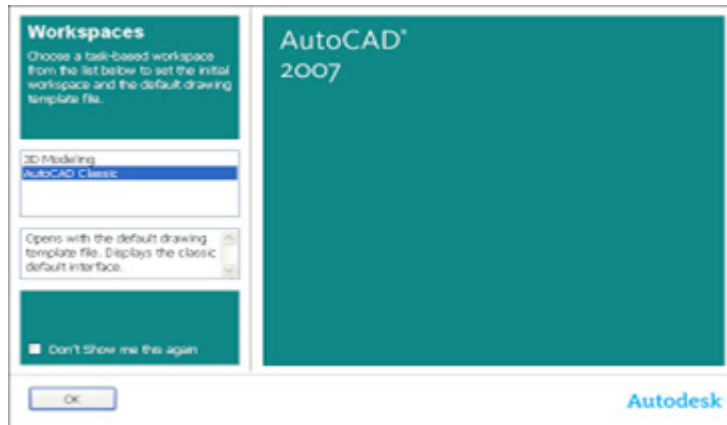 Workspaces
Choose a task-based workspace
from the list below to set the initial
workspace and the default drawing
template file.
3D Modeling
AutoCAD Classic
Opens with the default drawing
template file. Displays the classic
default interface.
Don't Show me this again
OK
AutoCAD®
2007
Autodesk